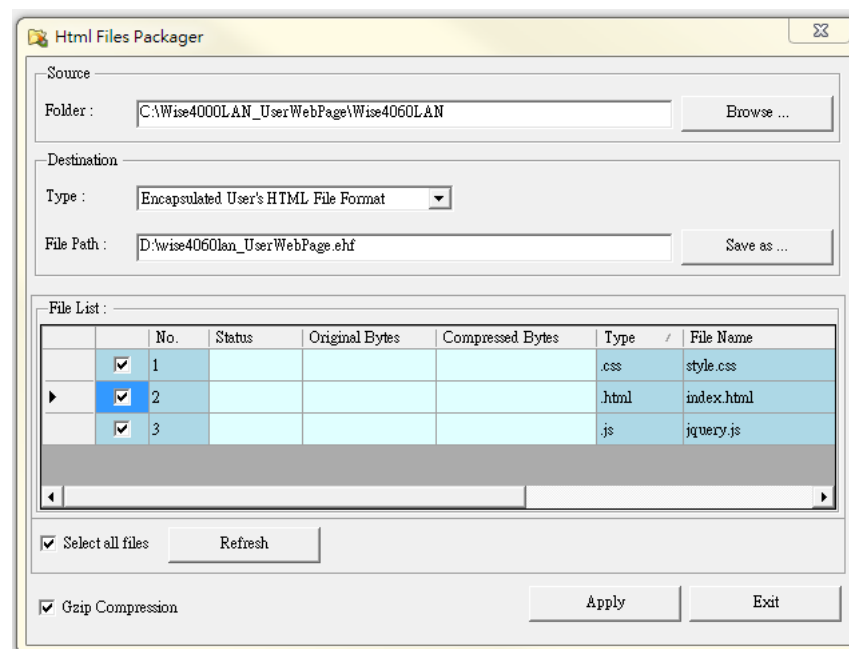 Html Files Packager
Source
Folder : C:\Wise4000LAN_UserWebPage\Wise4060LAN Browse ...
Destination
Type : Encapsulated User's HTML File Format
File Path : D:\wise4060lan_UserWebPage.ehf Save as ...
File List :
No. Status Original Bytes Compressed Bytes Type / File Name
1 .css style.css
2 .html index.html
3 .js jquery.js
Select all files Refresh
Gzip Compression Apply Exit